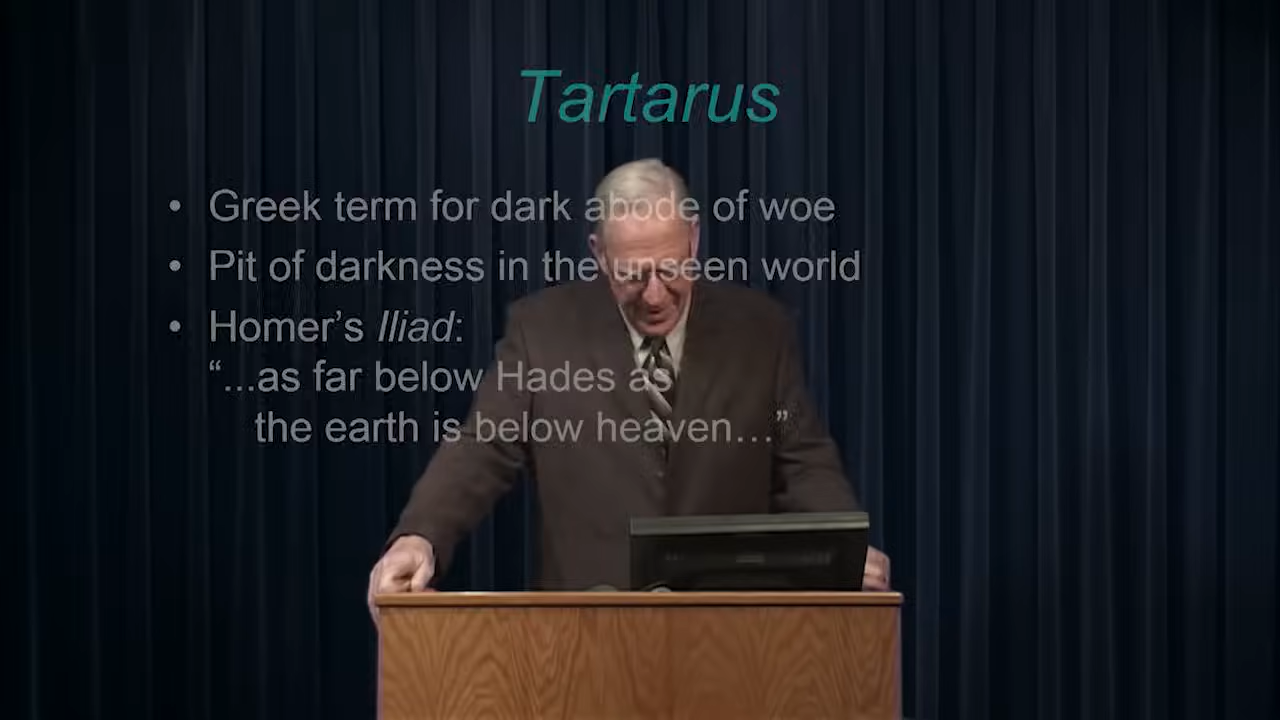 Tartarus
• Greek term for dark abode of woe
• Pit of darkness in the unseen world
• Homer’s Iliad:
“...as far below Hades as
the earth is below heaven…”